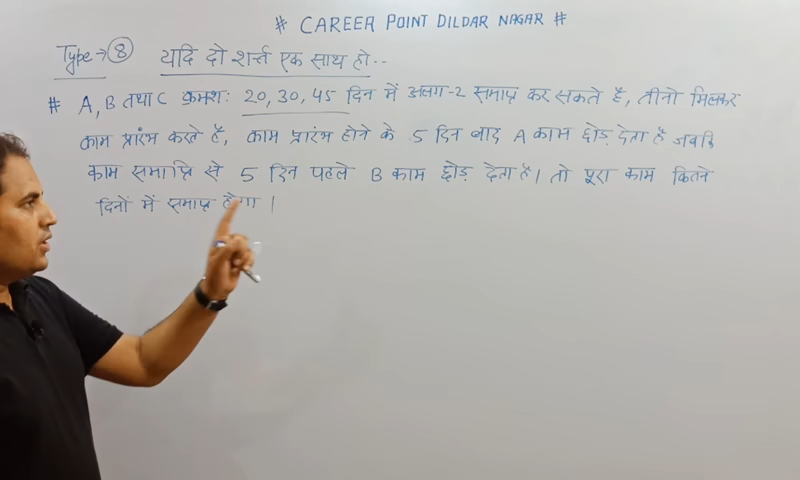 # CAREER POINT DILDAR NAGAR #
Type → 8 यदि दो शर्त्त एक साथ हो..
# A, B तथा C क्रमशः 20, 30, 45 दिन में अलग-2 समाप्त कर सकते है, तीनो मिलकर
काम प्रारंभ करते है, काम प्रारंभ होने के 5 दिन बाद A काम छोड़ देता है जबकि
काम समाप्ति से 5 दिन पहले B काम छोड़ देता है। तो पूरा काम कितने
दिनों में समाप्त होगा।